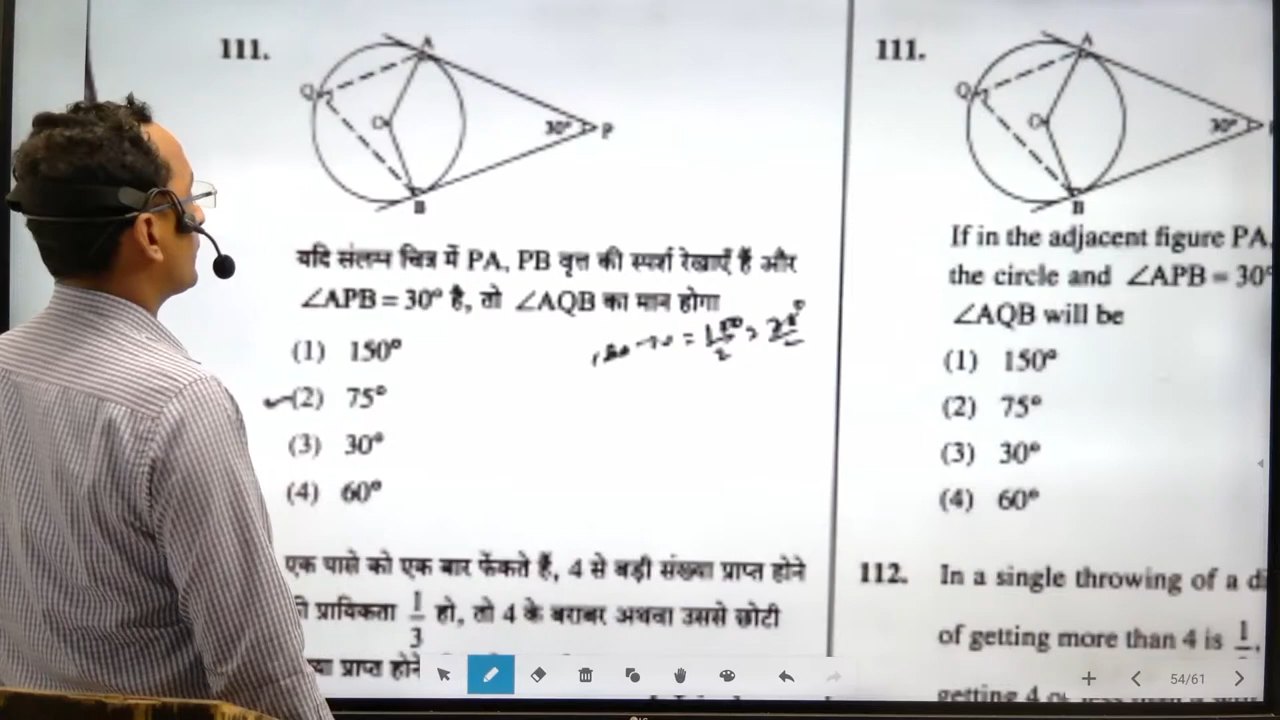 111.
A
Q
O
30°
P
B
यदि संलग्न चित्र में PA, PB वृत्त की स्पर्श रेखाएँ हैं और
∠APB = 30° है, तो ∠AQB का मान होगा
(1) 150°
(2) 75°
(3) 30°
(4) 60°
एक पासे को एक बार फेंकते हैं, 4 से बड़ी संख्या प्राप्त होने
प्रायिकता 1/3 हो, तो 4 के बराबर अथवा उससे छोटी
प्राप्त होने
111.
A
Q
O
30°
B
If in the adjacent figure PA
the circle and ∠APB = 30°
∠AQB will be
(1) 150°
(2) 75°
(3) 30°
(4) 60°
112. In a single throwing of a
of getting more than 4 is
getting 4
54/61